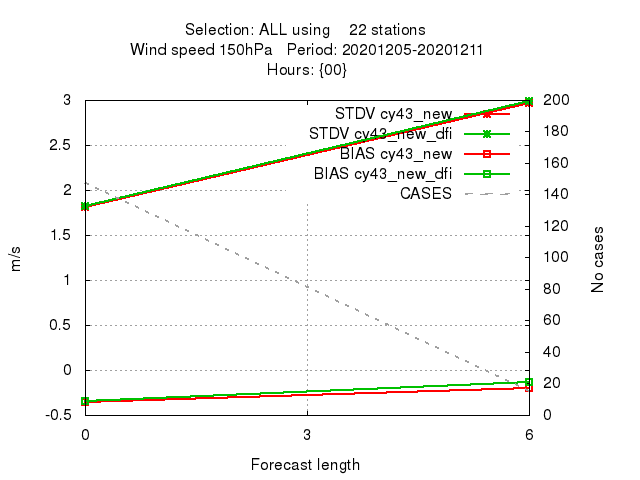 Selection: ALL using 22 stations
Wind speed 150hPa Period: 20201205-20201211
Hours: {00}
3
2.5
2
1.5
1
0.5
0
-0.5
200
180
160
140
120
100
80
60
40
20
0
STDV cy43_new
STDV cy43_new_dfi
BIAS cy43_new
BIAS cy43_new_dfi
CASES
m/s
No cases
0 3 6
Forecast length